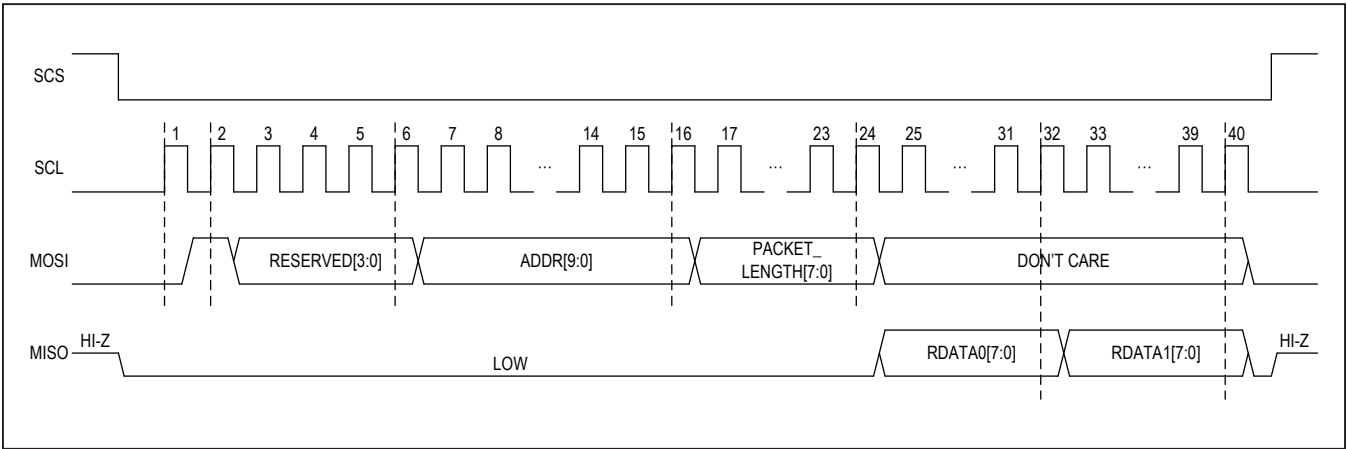 SCS
1 2 3 4 5 6 7 8 14 15 16 17 23 24 25 31 32 33 39 40
SCL ... ... ... ...
MOSI RESERVED[3:0] ADDR[9:0] PACKET_ DON'T CARE
LENGTH[7:0]
HI-Z HI-Z
MISO RDATA0[7:0] RDATA1[7:0]
LOW